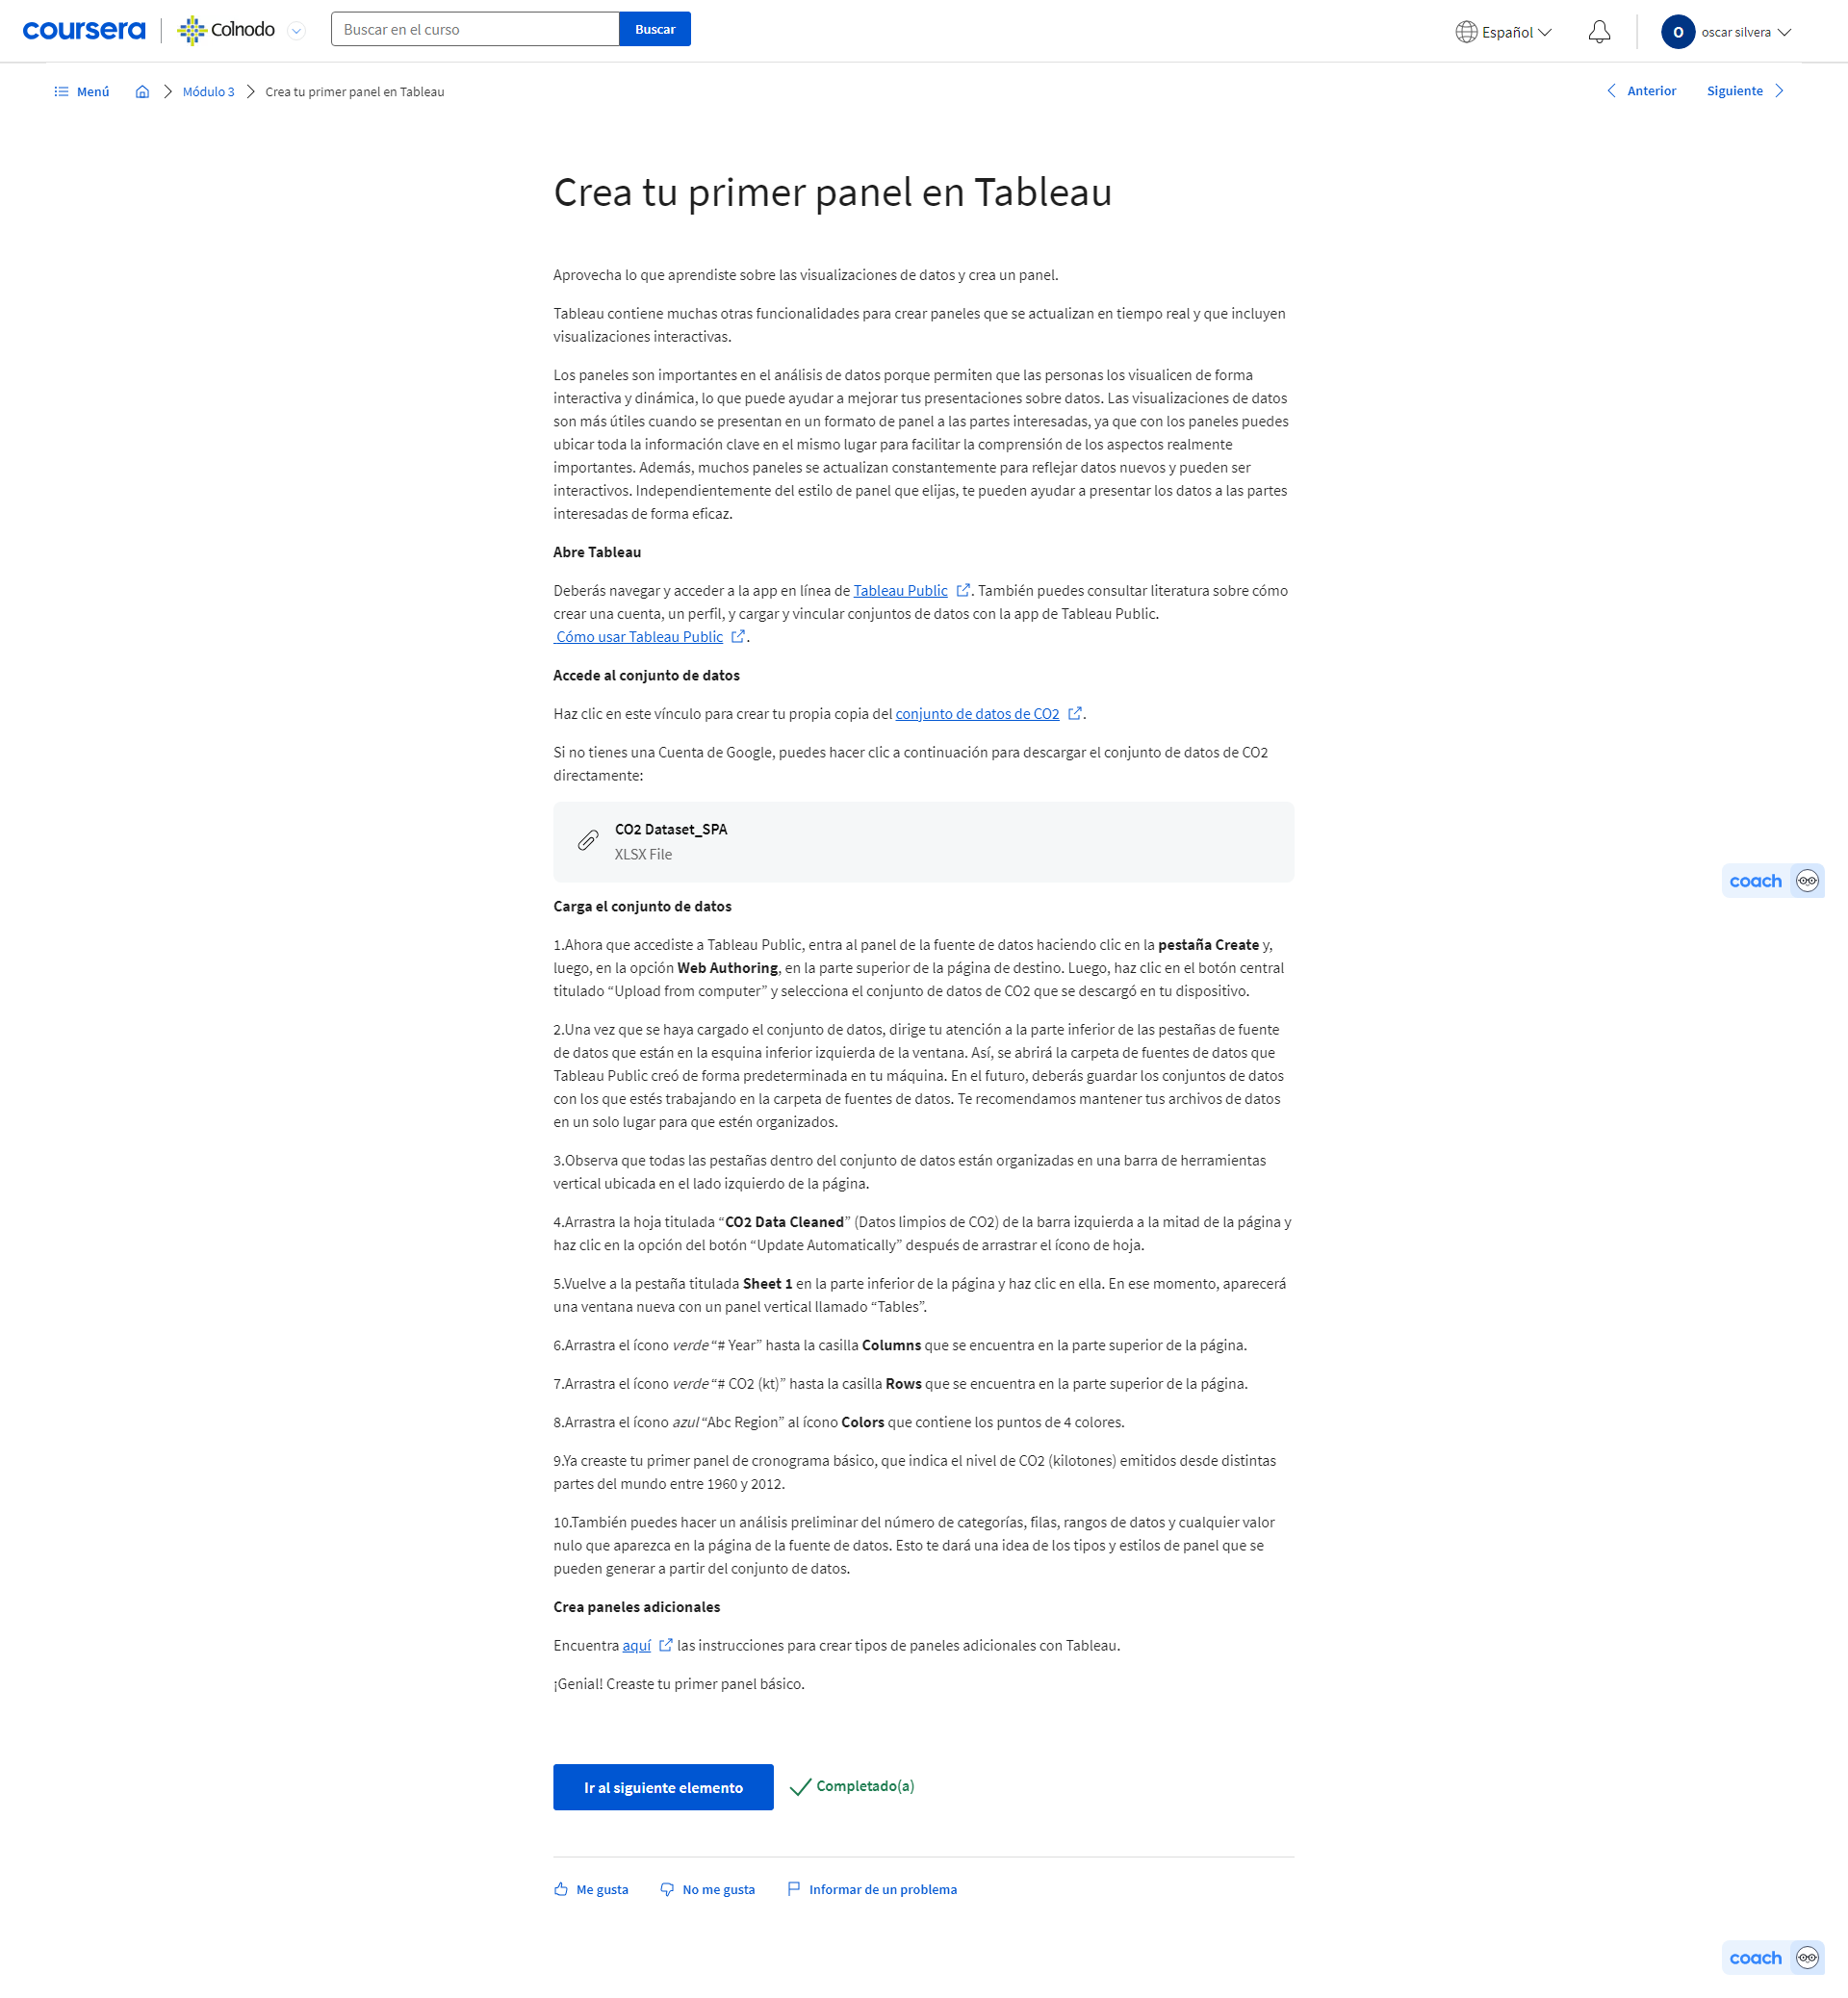 coursera
Colnodo
Buscar en el curso
Buscar
Español
O
oscar silvera
Menú
Módulo 3
Crea tu primer panel en Tableau
Anterior
Siguiente
Crea tu primer panel en Tableau
Aprovecha lo que aprendiste sobre las visualizaciones de datos y crea un panel.
Tableau contiene muchas otras funcionalidades para crear paneles que se actualizan en tiempo real y que incluyen
visualizaciones interactivas.
Los paneles son importantes en el análisis de datos porque permiten que las personas los visualicen de forma
interactiva y dinámica, lo que puede ayudar a mejorar tus presentaciones sobre datos. Las visualizaciones de datos
son más útiles cuando se presentan en un formato de panel a las partes interesadas, ya que con los paneles puedes
ubicar toda la información clave en el mismo lugar para facilitar la comprensión de los aspectos realmente
importantes. Además, muchos paneles se actualizan constantemente para reflejar datos nuevos y pueden ser
interactivos. Independientemente del estilo de panel que elijas, te pueden ayudar a presentar los datos a las partes
interesadas de forma eficaz.
Abre Tableau
Deberás navegar y acceder a la app en línea de Tableau Public. También puedes consultar literatura sobre cómo
crear una cuenta, un perfil, y cargar y vincular conjuntos de datos con la app de Tableau Public.
Cómo usar Tableau Public.
Accede al conjunto de datos
Haz clic en este vínculo para crear tu propia copia del conjunto de datos de CO2.
Si no tienes una Cuenta de Google, puedes hacer clic a continuación para descargar el conjunto de datos de CO2
directamente:
CO2 Dataset_SPA
XLSX File
coach
Carga el conjunto de datos
1.Ahora que accediste a Tableau Public, entra al panel de la fuente de datos haciendo clic en la pestaña Create y,
luego, en la opción Web Authoring, en la parte superior de la página de destino. Luego, haz clic en el botón central
titulado “Upload from computer” y selecciona el conjunto de datos de CO2 que se descargó en tu dispositivo.
2.Una vez que se haya cargado el conjunto de datos, dirige tu atención a la parte inferior de las pestañas de fuente
de datos que están en la esquina inferior izquierda de la ventana. Así, se abrirá la carpeta de fuentes de datos que
Tableau Public creó de forma predeterminada en tu máquina. En el futuro, deberás guardar los conjuntos de datos
con los que estés trabajando en la carpeta de fuentes de datos. Te recomendamos mantener tus archivos de datos
en un solo lugar para que estén organizados.
3.Observa que todas las pestañas dentro del conjunto de datos están organizadas en una barra de herramientas
vertical ubicada en el lado izquierdo de la página.
4.Arrastra la hoja titulada “CO2 Data Cleaned” (Datos limpios de CO2) de la barra izquierda a la mitad de la página y
haz clic en la opción del botón “Update Automatically” después de arrastrar el ícono de hoja.
5.Vuelve a la pestaña titulada Sheet 1 en la parte inferior de la página y haz clic en ella. En ese momento, aparecerá
una ventana nueva con un panel vertical llamado “Tables”.
6.Arrastra el ícono verde “# Year” hasta la casilla Columns que se encuentra en la parte superior de la página.
7.Arrastra el ícono verde “# CO2 (kt)” hasta la casilla Rows que se encuentra en la parte superior de la página.
8.Arrastra el ícono azul “Abc Region” al ícono Colors que contiene los puntos de 4 colores.
9.Ya creaste tu primer panel de cronograma básico, que indica el nivel de CO2 (kilotones) emitidos desde distintas
partes del mundo entre 1960 y 2012.
10.También puedes hacer un análisis preliminar del número de categorías, filas, rangos de datos y cualquier valor
nulo que aparezca en la página de la fuente de datos. Esto te dará una idea de los tipos y estilos de panel que se
pueden generar a partir del conjunto de datos.
Crea paneles adicionales
Encuentra aquí las instrucciones para crear tipos de paneles adicionales con Tableau.
¡Genial! Creaste tu primer panel básico.
Ir al siguiente elemento
Completado(a)
Me gusta
No me gusta
Informar de un problema
coach